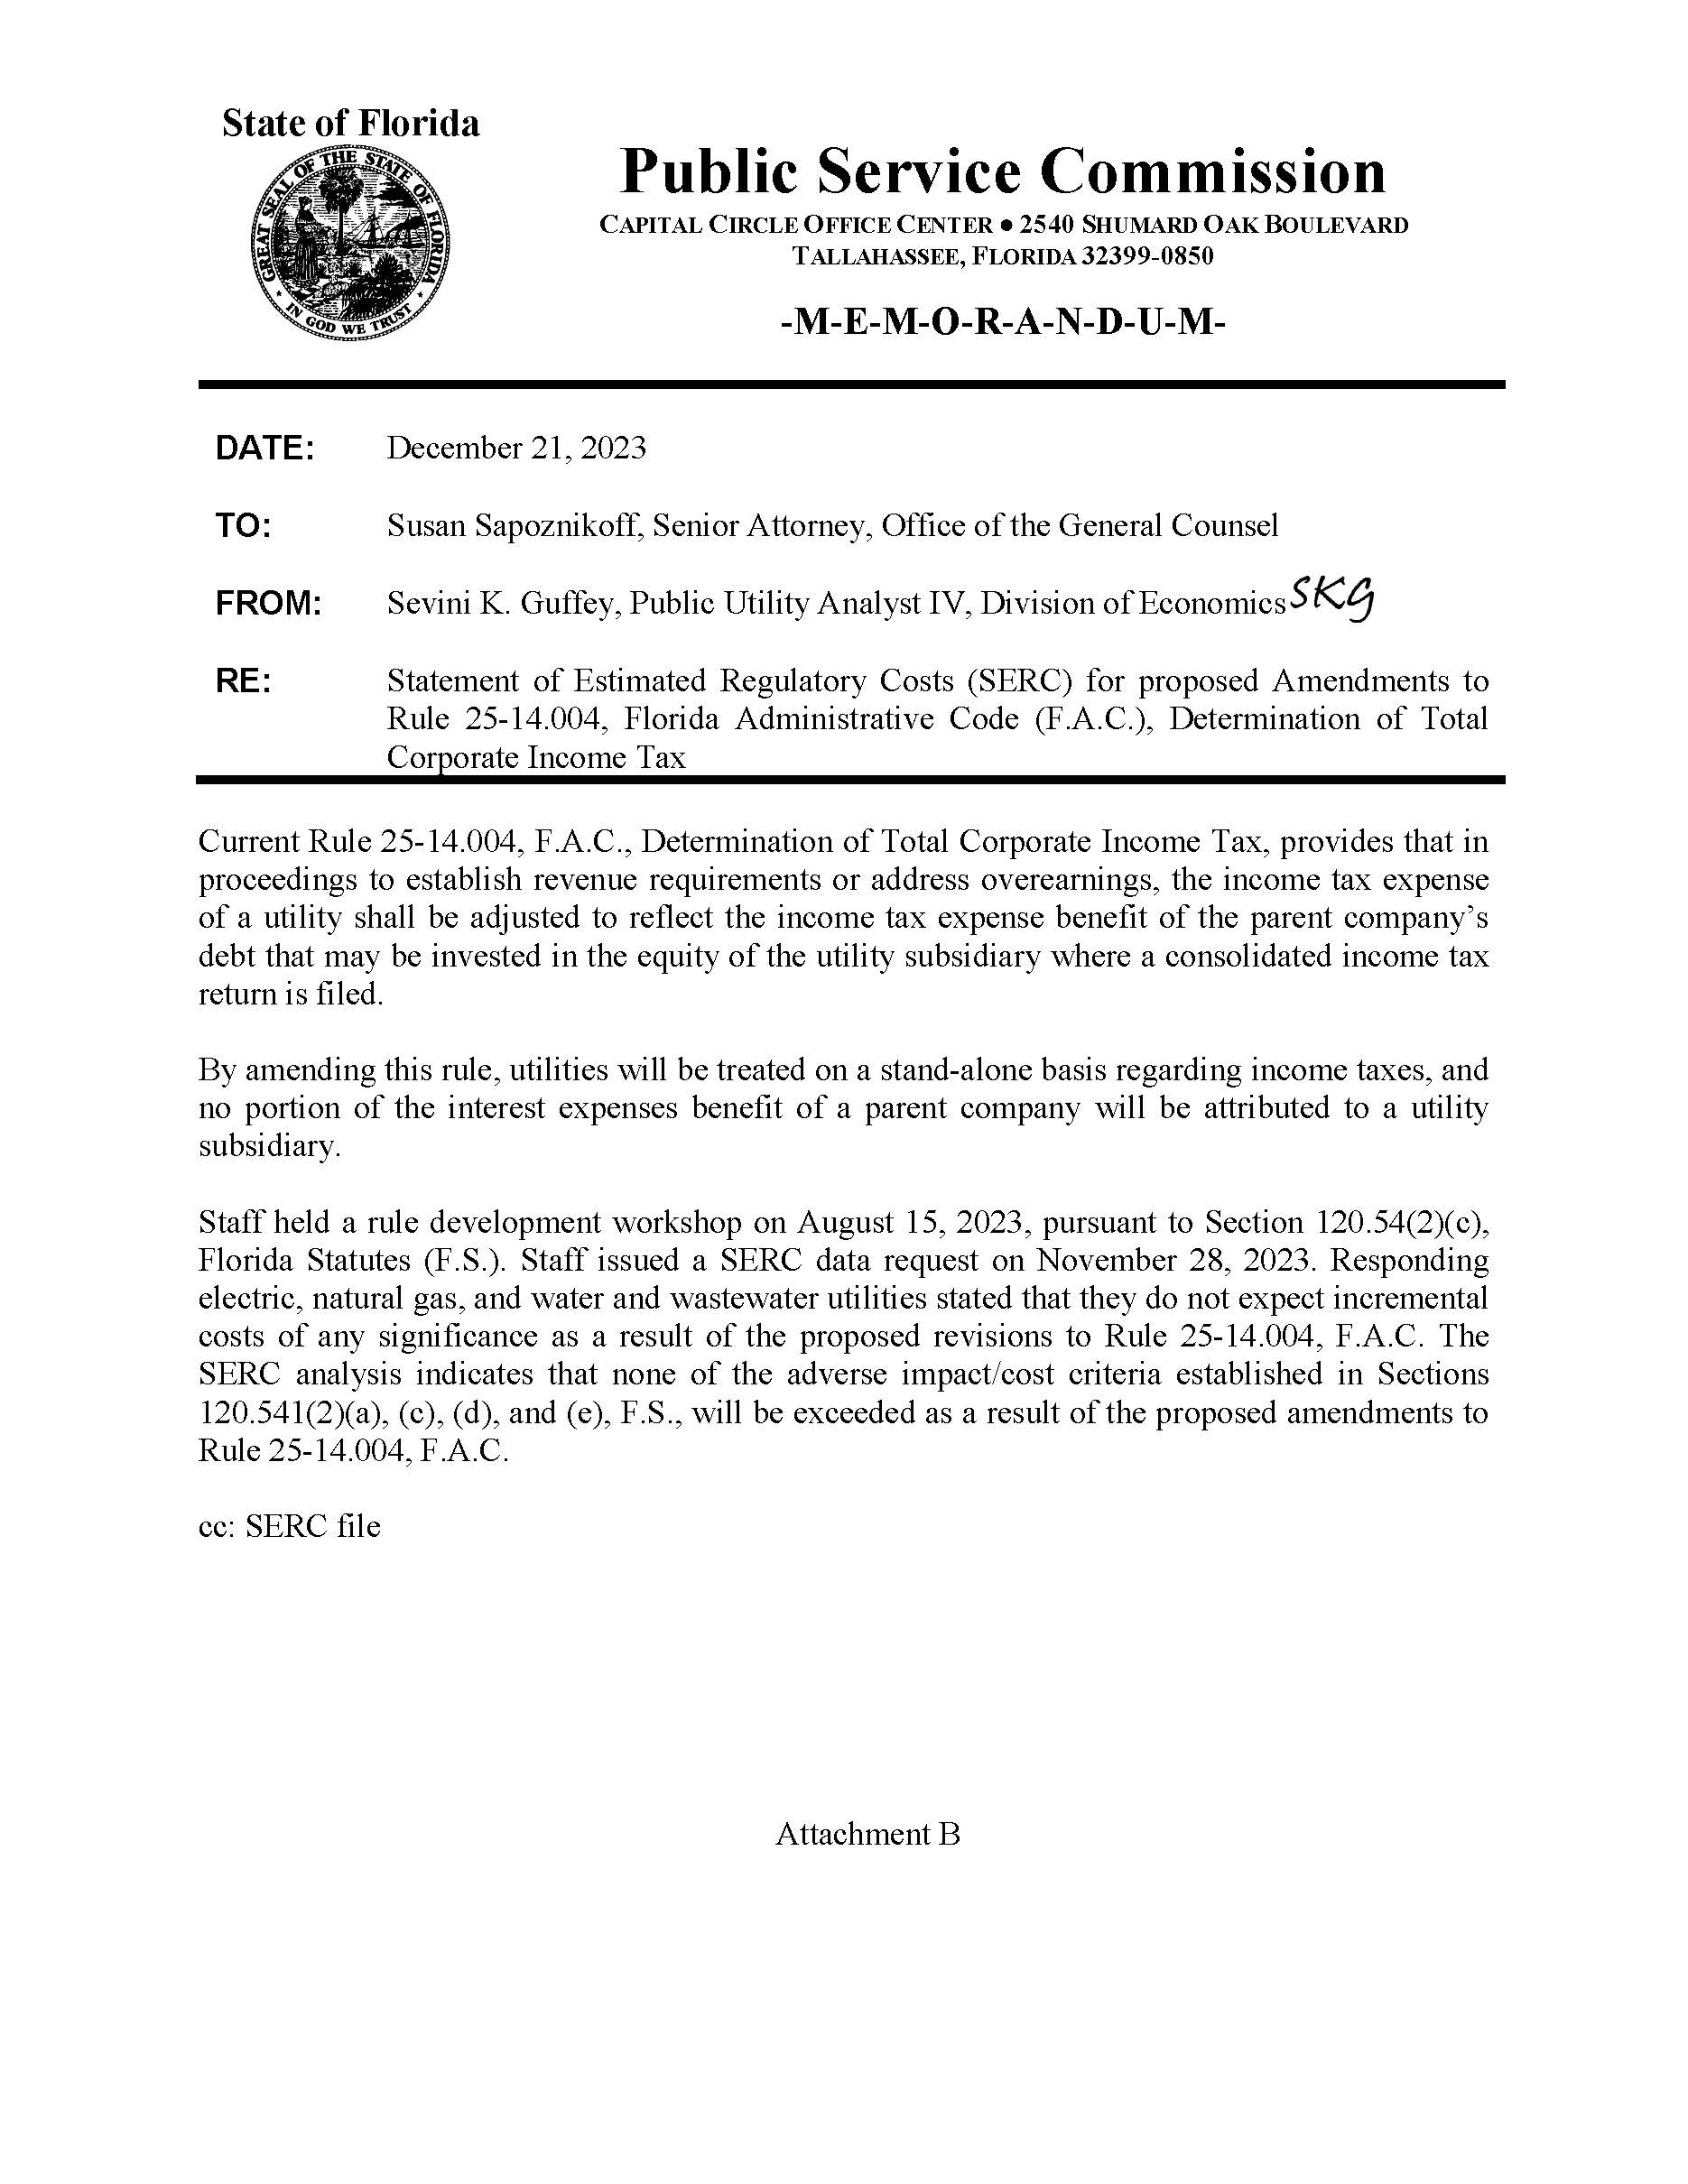 State of Florida
GREAT SEAL OF THE STATE OF FLORIDA
IN GOD WE TRUST
Public Service Commission
CAPITAL CIRCLE OFFICE CENTER ● 2540 SHUMARD OAK BOULEVARD
TALLAHASSEE, FLORIDA 32399-0850
-M-E-M-O-R-A-N-D-U-M-
DATE: December 21, 2023
TO: Susan Sapoznikoff, Senior Attorney, Office of the General Counsel
FROM: Sevini K. Guffey, Public Utility Analyst IV, Division of Economics SKG
RE: Statement of Estimated Regulatory Costs (SERC) for proposed Amendments to
Rule 25-14.004, Florida Administrative Code (F.A.C.), Determination of Total
Corporate Income Tax
Current Rule 25-14.004, F.A.C., Determination of Total Corporate Income Tax, provides that in
proceedings to establish revenue requirements or address overearnings, the income tax expense
of a utility shall be adjusted to reflect the income tax expense benefit of the parent company's
debt that may be invested in the equity of the utility subsidiary where a consolidated income tax
return is filed.
By amending this rule, utilities will be treated on a stand-alone basis regarding income taxes, and
no portion of the interest expenses benefit of a parent company will be attributed to a utility
subsidiary.
Staff held a rule development workshop on August 15, 2023, pursuant to Section 120.54(2)(c),
Florida Statutes (F.S.). Staff issued a SERC data request on November 28, 2023. Responding
electric, natural gas, and water and wastewater utilities stated that they do not expect incremental
costs of any significance as a result of the proposed revisions to Rule 25-14.004, F.A.C. The
SERC analysis indicates that none of the adverse impact/cost criteria established in Sections
120.541(2)(a), (c), (d), and (e), F.S., will be exceeded as a result of the proposed amendments to
Rule 25-14.004, F.A.C.
cc: SERC file
Attachment B